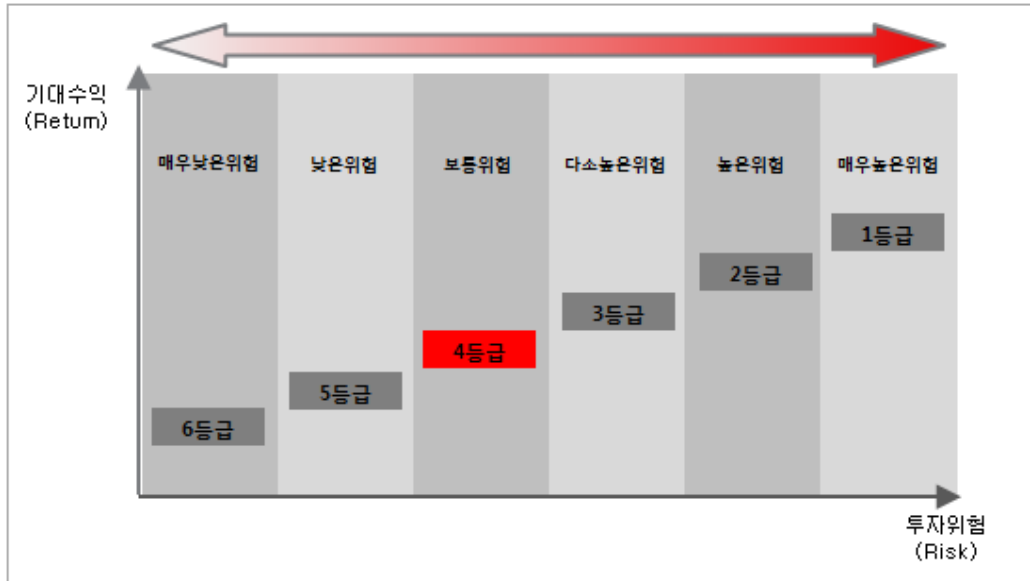 기대수익
(Return)
매우낮은위험
낮은위험
보통위험
다소높은위험
높은위험
매우높은위험
1등급
2등급
3등급
4등급
5등급
6등급
투자위험
(Risk)